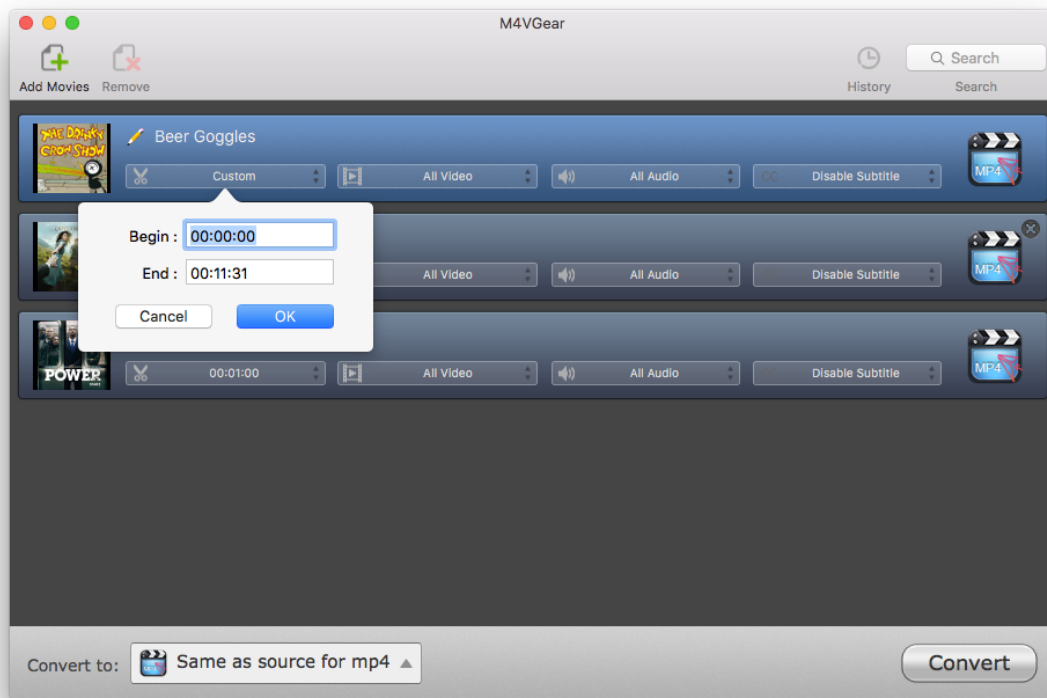 M4VGear
Add Movies
Remove
History
Search
Search
THE DRINKY
CROW SHOW
Beer Goggles
Custom
All Video
All Audio
CC
Disable Subtitle
MP4
Begin :
00:00:00
End :
00:11:31
Cancel
OK
All Video
All Audio
Disable Subtitle
MP4
POWER
00:01:00
All Video
All Audio
CC
Disable Subtitle
MP4
Convert to:
Same as source for mp4
Convert